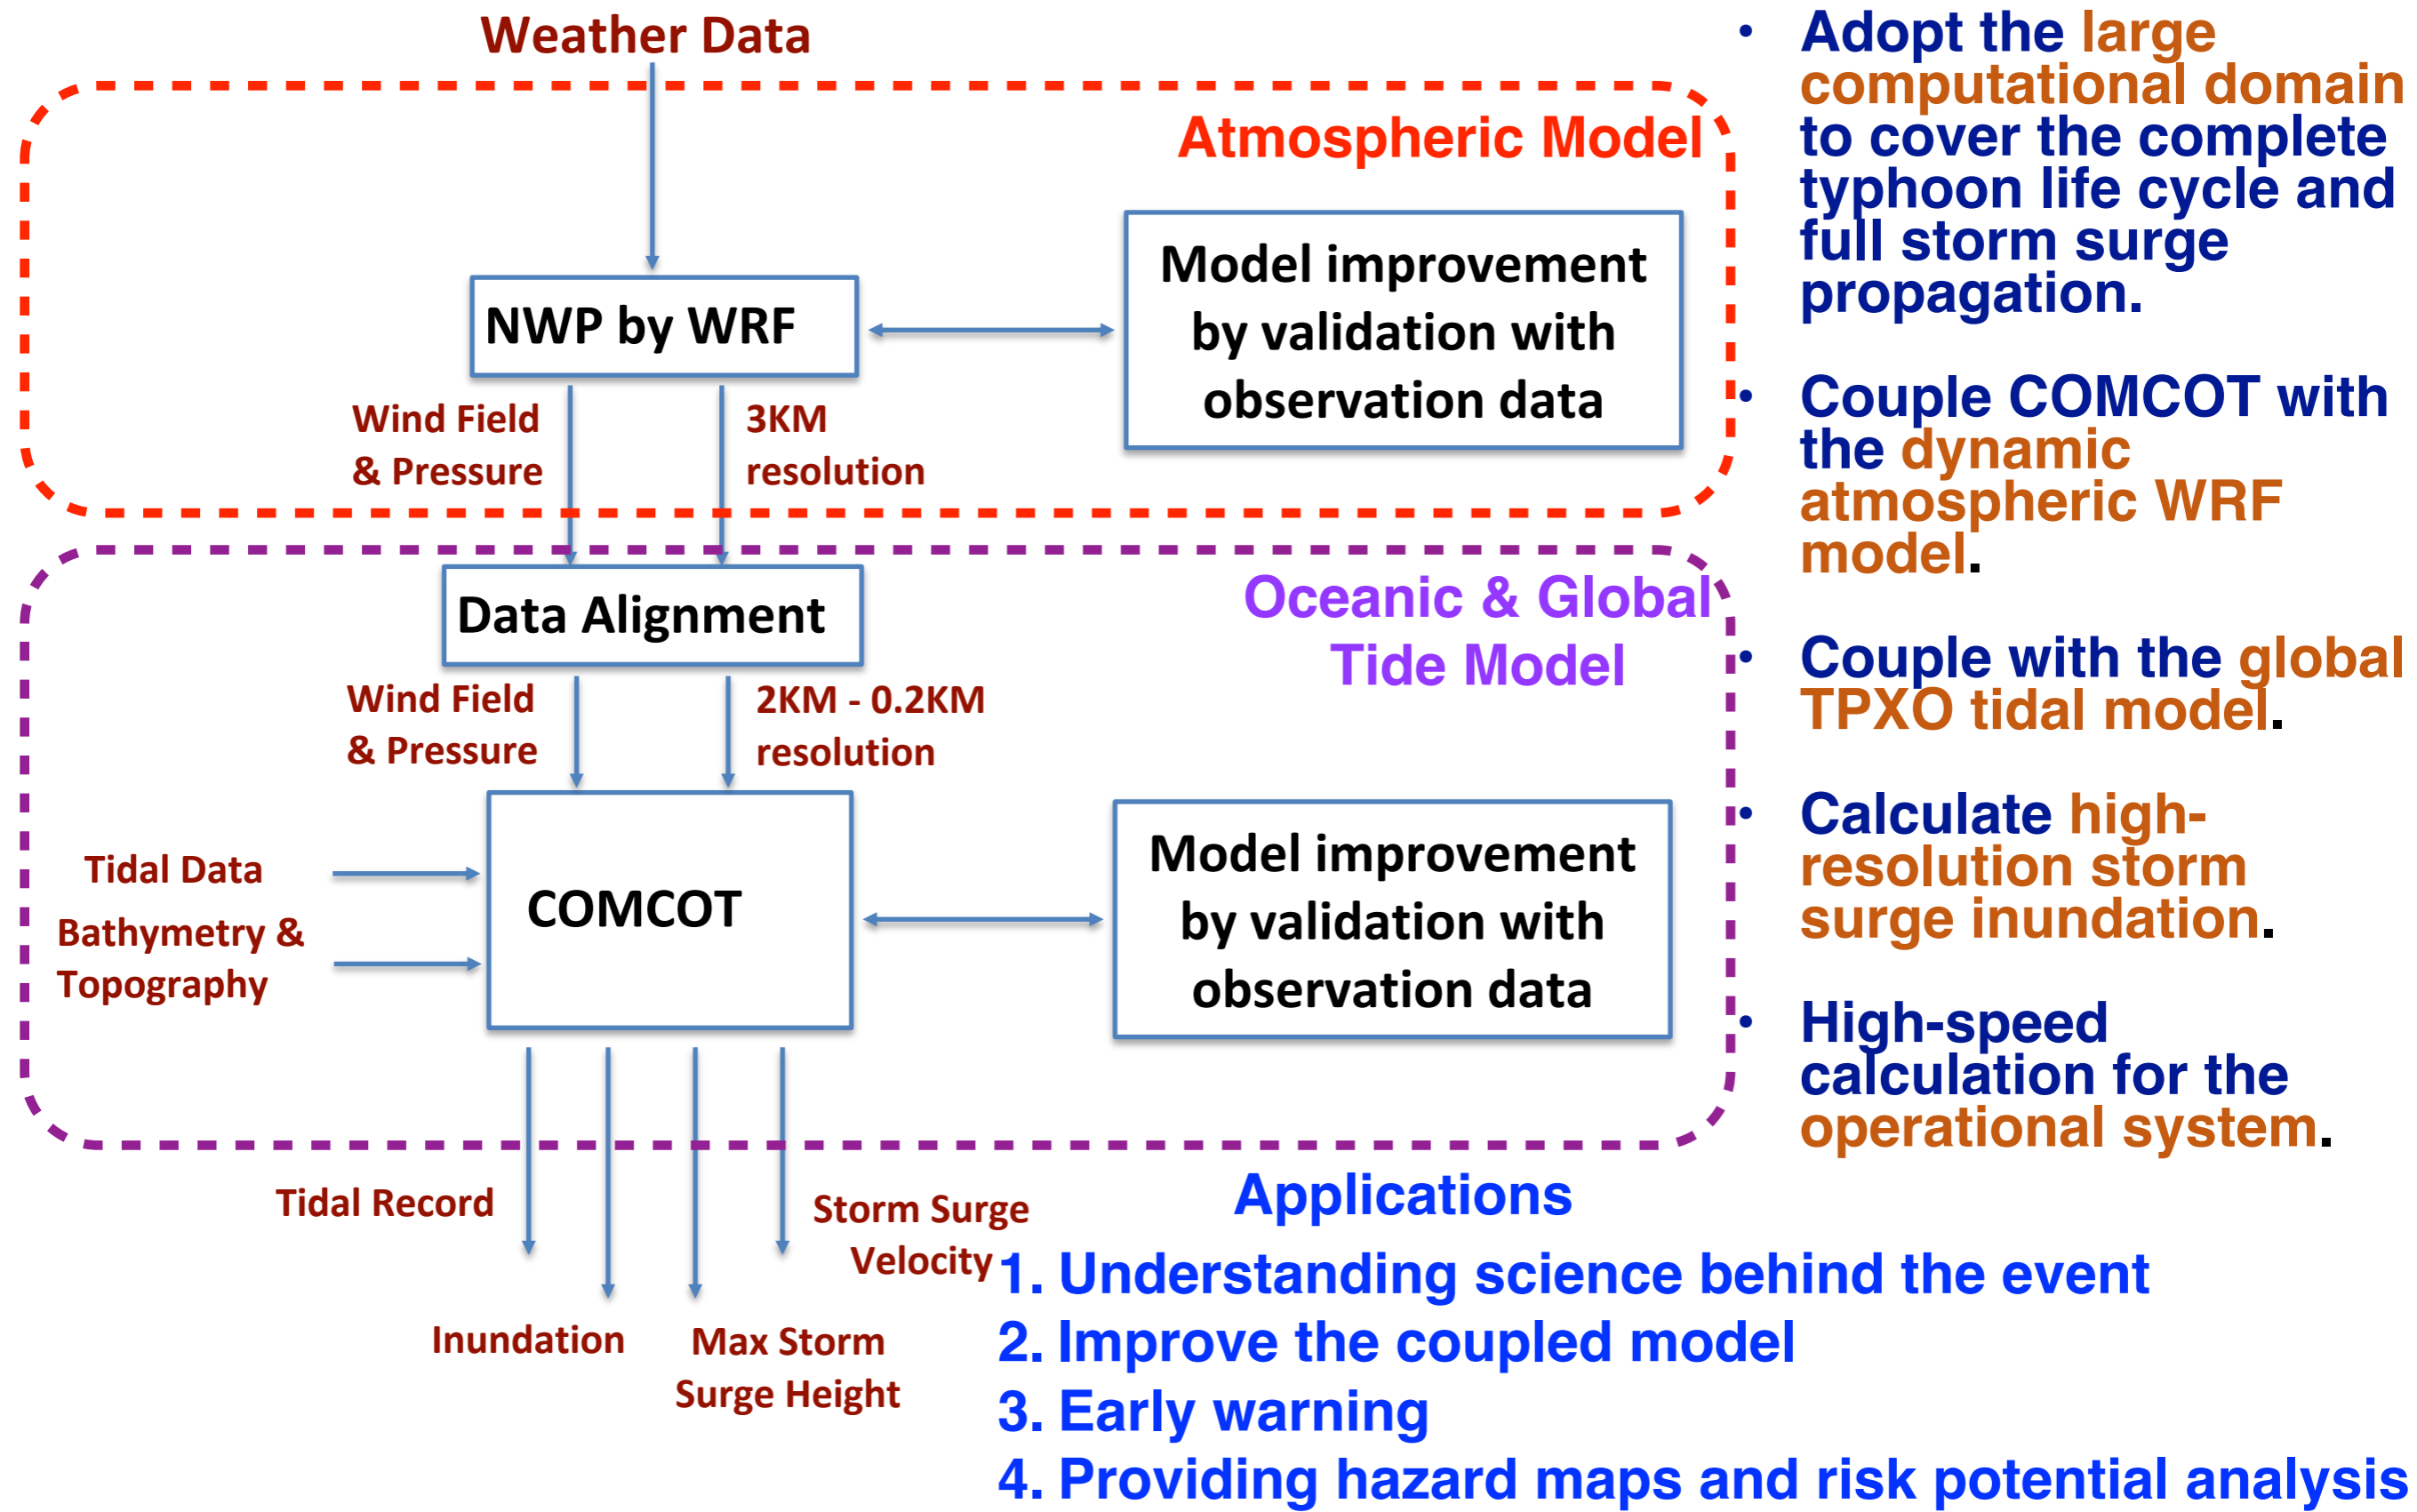 Weather Data
Atmospheric Model
NWP by WRF
Model improvement
by validation with
observation data
Wind Field
& Pressure
3KM
resolution
Data Alignment
Oceanic & Global
Tide Model
Wind Field
& Pressure
2KM - 0.2KM
resolution
Tidal Data
Bathymetry &
Topography
COMCOT
Model improvement
by validation with
observation data
Tidal Record
Storm Surge
Velocity
Inundation
Max Storm
Surge Height
Applications
1. Understanding science behind the event
2. Improve the coupled model
3. Early warning
4. Providing hazard maps and risk potential analysis
• Adopt the large
computational domain
to cover the complete
typhoon life cycle and
full storm surge
propagation.
• Couple COMCOT with
the dynamic
atmospheric WRF
model.
• Couple with the global
TPXO tidal model.
• Calculate high-
resolution storm
surge inundation.
• High-speed
calculation for the
operational system.